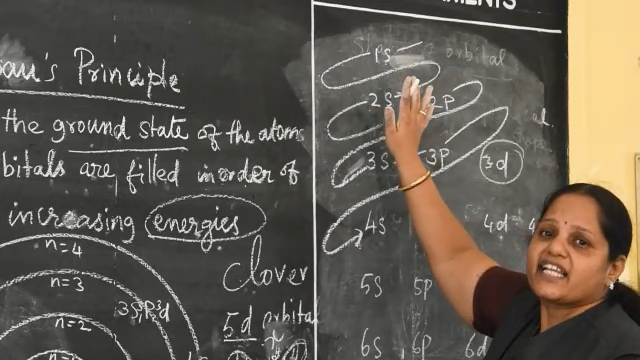 MENTS
au's Principle
the ground state of the atoms
bitals are filled in order of
increasing energies
n=4
n=3
n=2
3S
Clover
5d orbital
orbital
1S
2S 2P
3S 3P 3d
4S 4d
5S 5P
6S 6P 6d